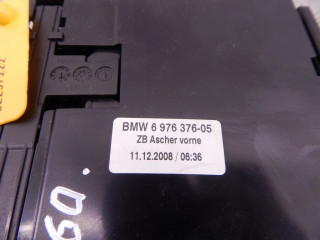 BMW 6 976 376-05
ZB Ascher vorne
11.12.2008 / 06:36